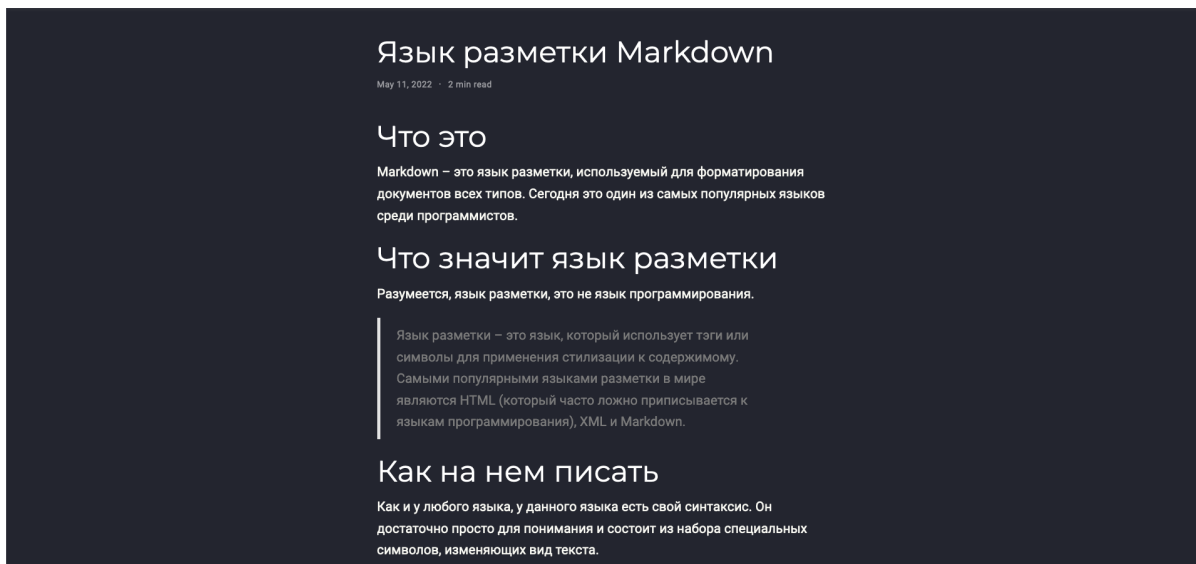 Язык разметки Markdown
May 11, 2022 · 2 min read
Что это
Markdown – это язык разметки, используемый для форматирования
документов всех типов. Сегодня это один из самых популярных языков
среди программистов.
Что значит язык разметки
Разумеется, язык разметки, это не язык программирования.
Язык разметки – это язык, который использует тэги или
символы для применения стилизации к содержимому.
Самыми популярными языками разметки в мире
являются HTML (который часто ложно приписывается к
языкам программирования), XML и Markdown.
Как на нем писать
Как и у любого языка, у данного языка есть свой синтаксис. Он
достаточно просто для понимания и состоит из набора специальных
символов, изменяющих вид текста.